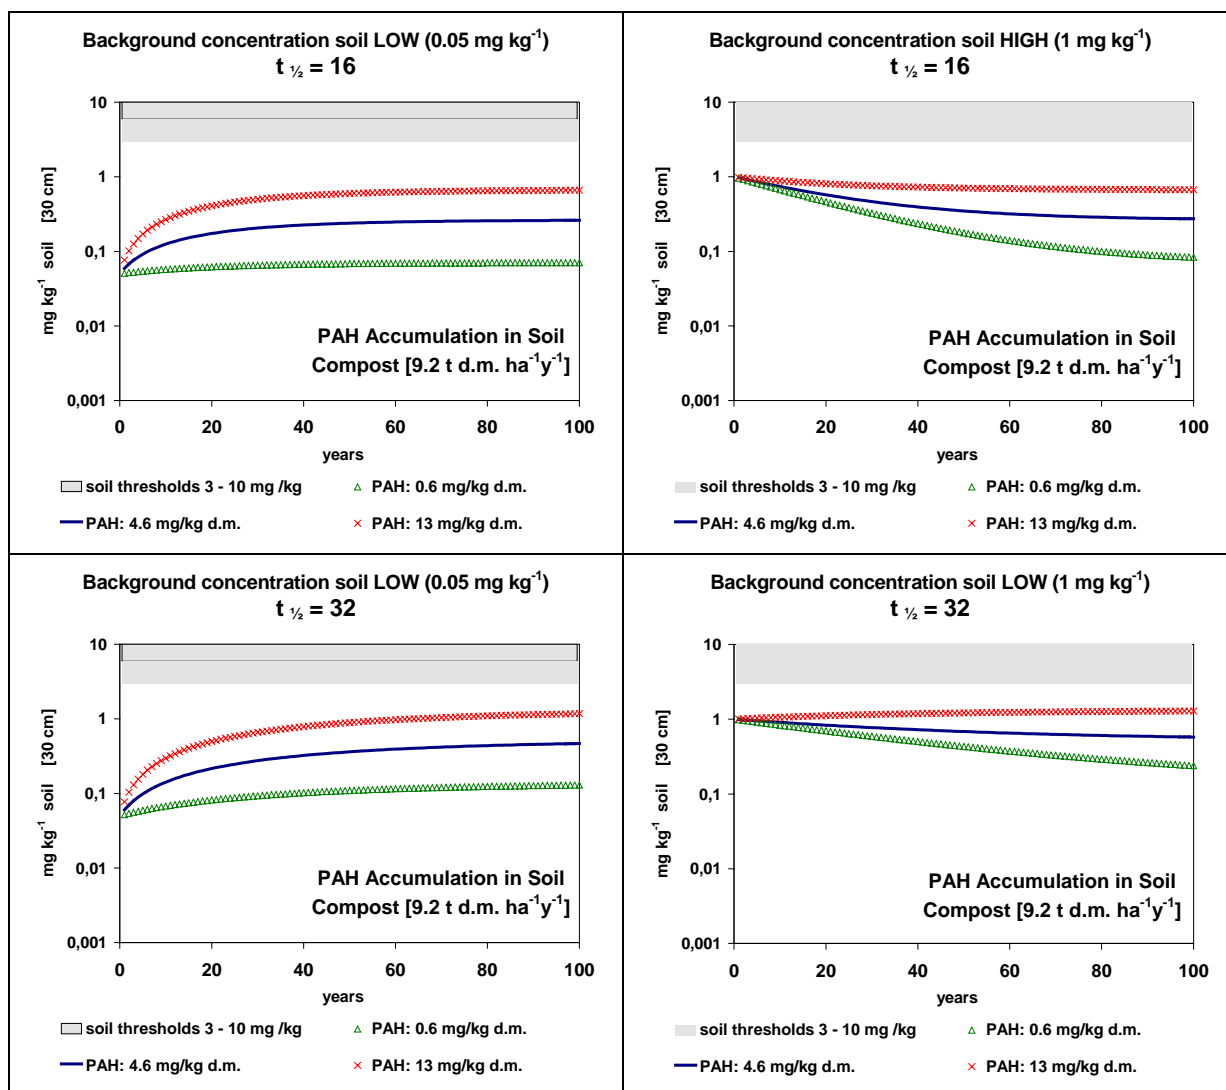 Background concentration soil LOW (0.05 mg kg⁻¹)
t ½ = 16
10
1
0,1
0,01
0,001
mg kg⁻¹ soil [30 cm]
PAH Accumulation in Soil
Compost [9.2 t d.m. ha⁻¹y⁻¹]
0 20 40 60 80 100
years
soil thresholds 3 - 10 mg /kg
PAH: 0.6 mg/kg d.m.
PAH: 4.6 mg/kg d.m.
PAH: 13 mg/kg d.m.
Background concentration soil HIGH (1 mg kg⁻¹)
t ½ = 16
10
1
0,1
0,01
0,001
mg kg⁻¹ soil [30 cm]
PAH Accumulation in Soil
Compost [9.2 t d.m. ha⁻¹y⁻¹]
0 20 40 60 80 100
years
soil thresholds 3 - 10 mg /kg
PAH: 0.6 mg/kg d.m.
PAH: 4.6 mg/kg d.m.
PAH: 13 mg/kg d.m.
Background concentration soil LOW (0.05 mg kg⁻¹)
t ½ = 32
10
1
0,1
0,01
0,001
mg kg⁻¹ soil [30 cm]
PAH Accumulation in Soil
Compost [9.2 t d.m. ha⁻¹y⁻¹]
0 20 40 60 80 100
years
soil thresholds 3 - 10 mg /kg
PAH: 0.6 mg/kg d.m.
PAH: 4.6 mg/kg d.m.
PAH: 13 mg/kg d.m.
Background concentration soil LOW (1 mg kg⁻¹)
t ½ = 32
10
1
0,1
0,01
0,001
mg kg⁻¹ soil [30 cm]
PAH Accumulation in Soil
Compost [9.2 t d.m. ha⁻¹y⁻¹]
0 20 40 60 80 100
years
soil thresholds 3 - 10 mg /kg
PAH: 0.6 mg/kg d.m.
PAH: 4.6 mg/kg d.m.
PAH: 13 mg/kg d.m.